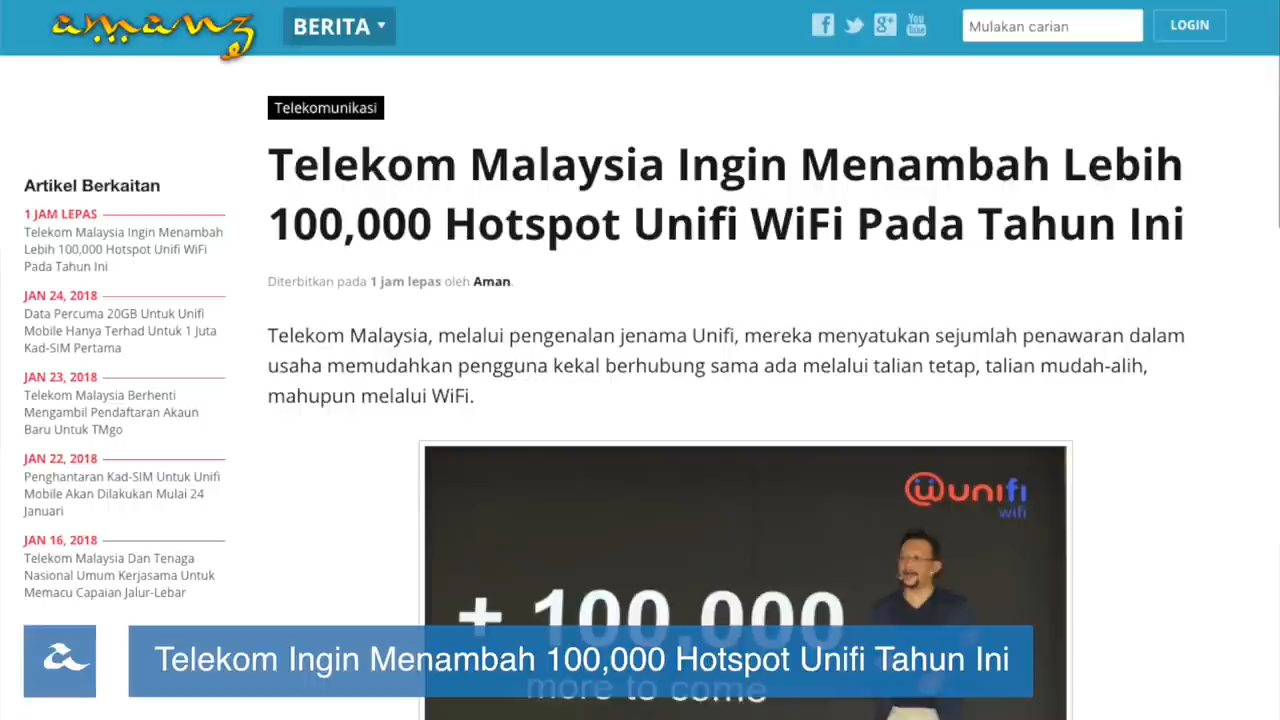 amanz
BERITA
Mulakan carian
LOGIN
Telekomunikasi
Telekom Malaysia Ingin Menambah Lebih
100,000 Hotspot Unifi WiFi Pada Tahun Ini
Diterbitkan pada 1 jam lepas oleh Aman.
Telekom Malaysia, melalui pengenalan jenama Unifi, mereka menyatukan sejumlah penawaran dalam
usaha memudahkan pengguna kekal berhubung sama ada melalui talian tetap, talian mudah-alih,
mahupun melalui WiFi.
Artikel Berkaitan
1 JAM LEPAS
Telekom Malaysia Ingin Menambah
Lebih 100,000 Hotspot Unifi WiFi
Pada Tahun Ini
JAN 24, 2018
Data Percuma 20GB Untuk Unifi
Mobile Hanya Terhad Untuk 1 Juta
Kad-SIM Pertama
JAN 23, 2018
Telekom Malaysia Berhenti
Mengambil Pendaftaran Akaun
Baru Untuk TMgo
JAN 22, 2018
Penghantaran Kad-SIM Untuk Unifi
Mobile Akan Dilakukan Mulai 24
Januari
JAN 16, 2018
Telekom Malaysia Dan Tenaga
Nasional Umum Kerjasama Untuk
Memacu Capaian Jalur-Lebar
unifi
wifi
+ 100,000
more to come
Telekom Ingin Menambah 100,000 Hotspot Unifi Tahun Ini